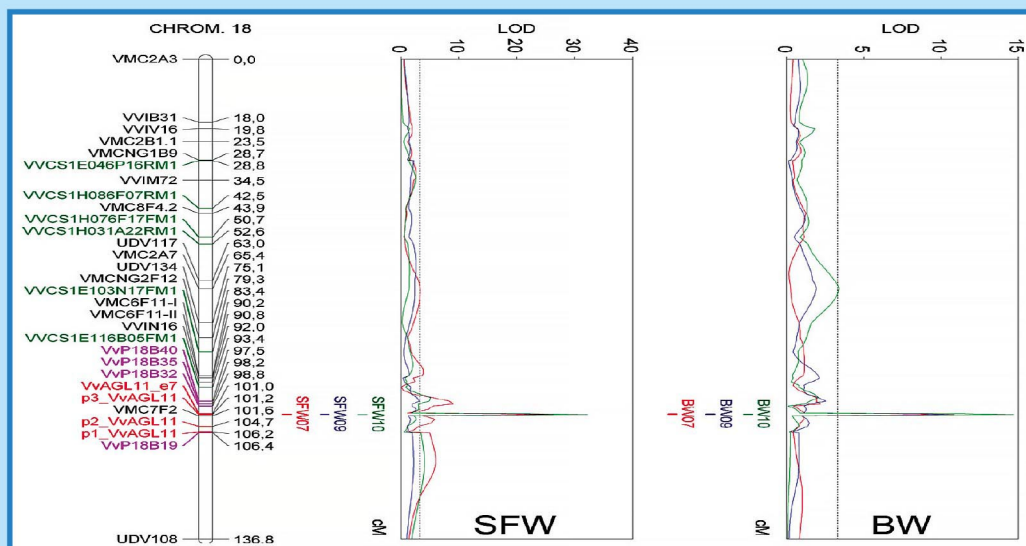 CHROM. 18
VMC2A3 0,0
VVIB31 18,0
VVIV16 19,8
VMC2B1.1 23,5
VMCNG1B9 28,7
VVCS1E046P16RM1 28,8
VVIM72 34,5
VVCS1H086F07RM1 42,5
VMC8F4.2 43,9
VVCS1H076F17FM1 50,7
VVCS1H031A22RM1 52,6
UDV117 63,0
VMC2A7 65,4
UDV134 75,1
VMCNG2F12 79,3
VVCS1E103N17FM1 83,4
VMC6F11-I 90,2
VMC6F11-II 90,8
VVIN16 92,0
VVCS1E116B05FM1 93,4
VvP18B40 97,5
VvP18B35 98,2
VvP18B32 98,8
VvAGL11_e7 101,0
p3_VvAGL11 101,2
VMC7F2 101,6
p2_VvAGL11 104,7
p1_VvAGL11 106,2
VvP18B19 106,4
UDV108 136,8
LOD
0 10 20 30 40
SFW07
SFW09
SFW10
cM
SFW
LOD
0 5 10 15
BW07
BW09
BW10
cM
BW